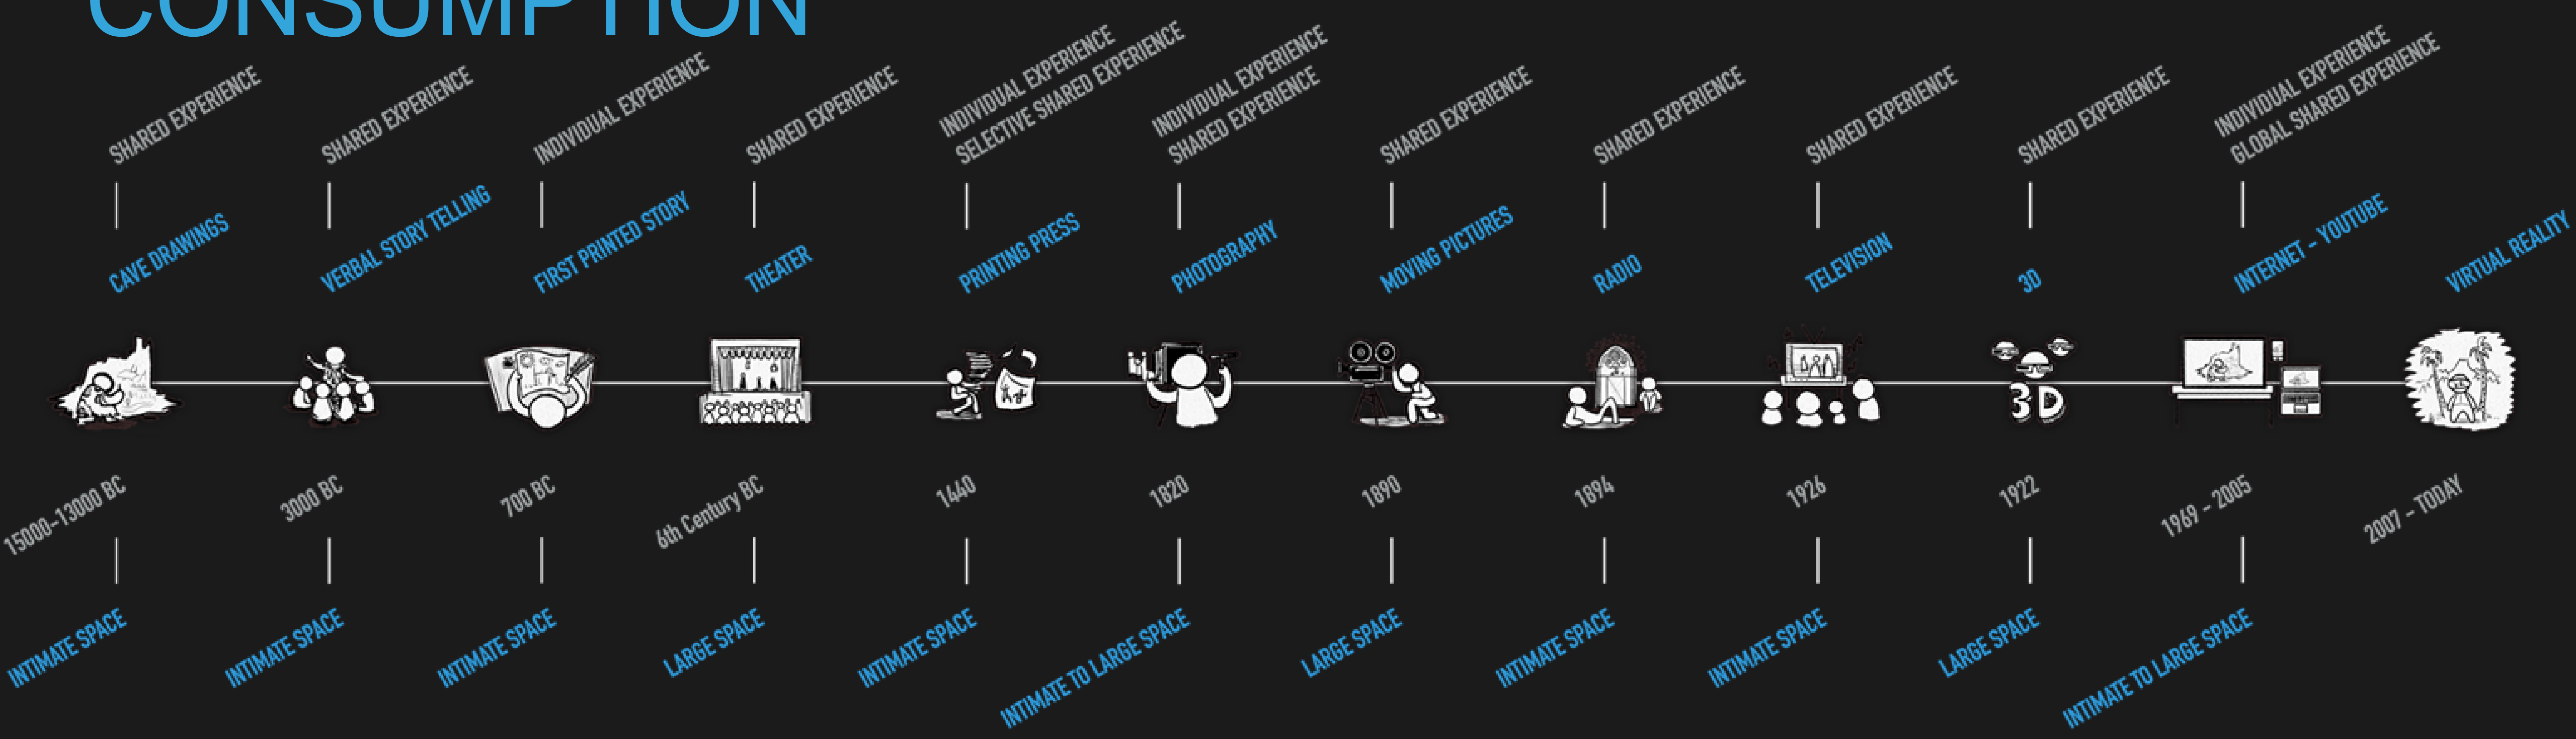 CONSUMPTION
SHARED EXPERIENCE
SHARED EXPERIENCE
INDIVIDUAL EXPERIENCE
SHARED EXPERIENCE
INDIVIDUAL EXPERIENCE
SELECTIVE SHARED EXPERIENCE
INDIVIDUAL EXPERIENCE
SHARED EXPERIENCE
SHARED EXPERIENCE
SHARED EXPERIENCE
SHARED EXPERIENCE
SHARED EXPERIENCE
INDIVIDUAL EXPERIENCE
GLOBAL SHARED EXPERIENCE
CAVE DRAWINGS
VERBAL STORY TELLING
FIRST PRINTED STORY
THEATER
PRINTING PRESS
PHOTOGRAPHY
MOVING PICTURES
RADIO
TELEVISION
3D
INTERNET - YOUTUBE
VIRTUAL REALITY
3D
15000-13000 BC
3000 BC
700 BC
6th Century BC
1440
1820
1890
1894
1926
1922
1969 - 2005
2007 - TODAY
INTIMATE SPACE
INTIMATE SPACE
INTIMATE SPACE
LARGE SPACE
INTIMATE SPACE
INTIMATE TO LARGE SPACE
LARGE SPACE
INTIMATE SPACE
INTIMATE SPACE
LARGE SPACE
INTIMATE TO LARGE SPACE